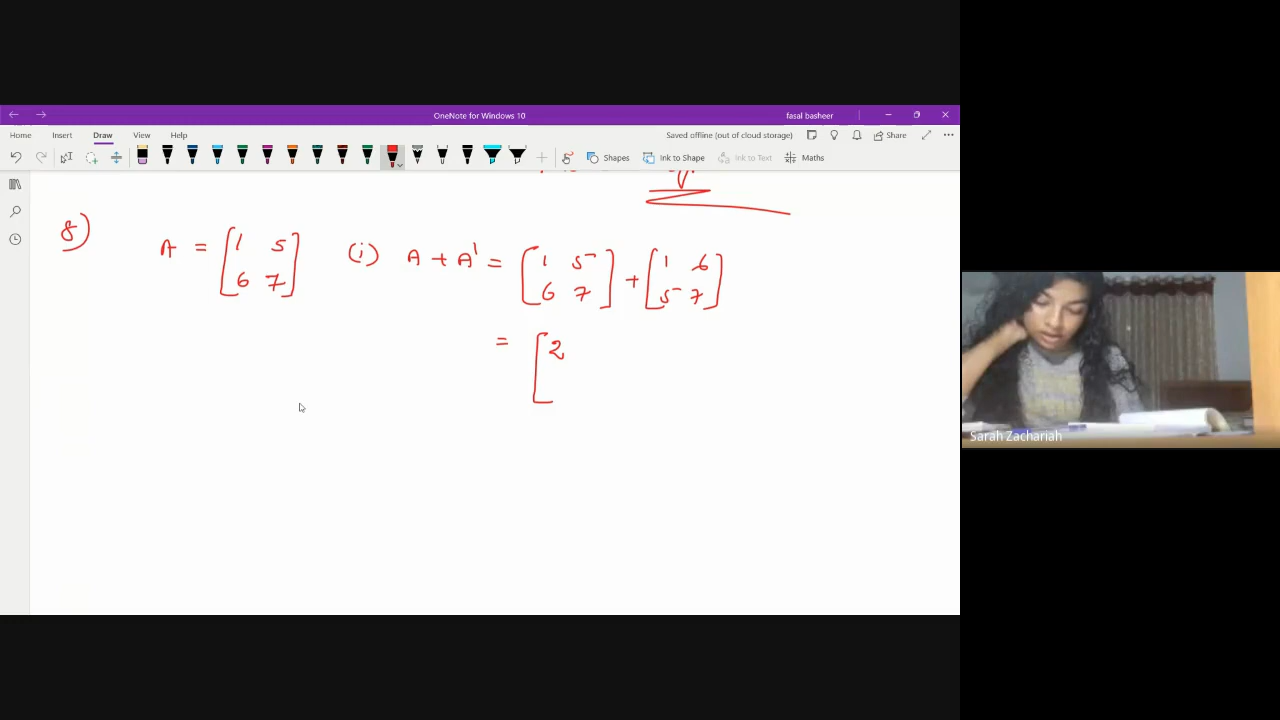 OneNote for Windows 10
fasal basheer
Home Insert Draw View Help
Saved offline (out of cloud storage) Share
Shapes Ink to Shape Ink to Text Maths
8) A = [1 5 (i) A + A' = [1 5 ] + [1 6
6 7] 6 7 5 7]
= [2
Sarah Zachariah